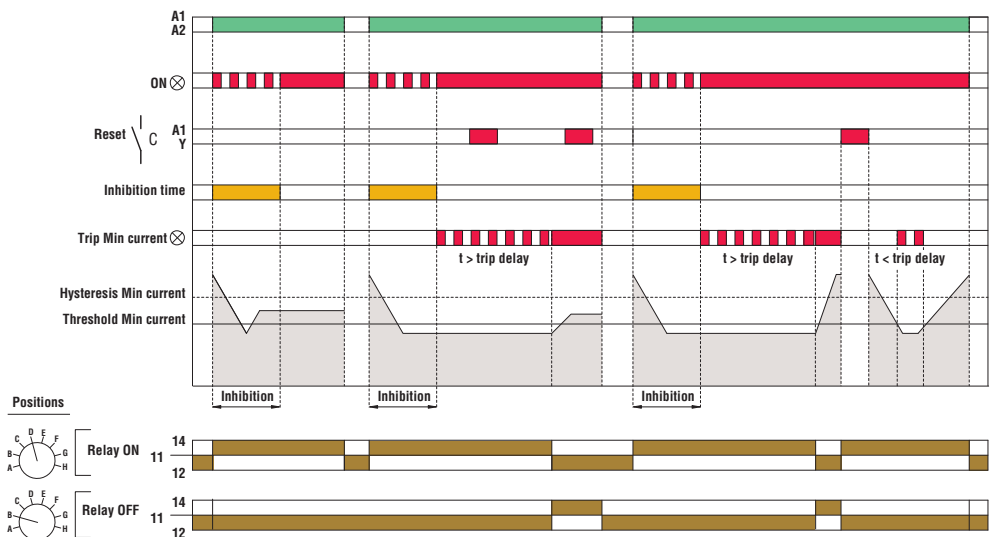 A1
A2
ON
Reset C A1
Y
Inhibition time
Trip Min current
t > trip delay t > trip delay t < trip delay
Hysteresis Min current
Threshold Min current
Inhibition Inhibition Inhibition
Positions
A B C D E F G H
Relay ON 11 14
12
A B C D E F G H
Relay OFF 11 14
12